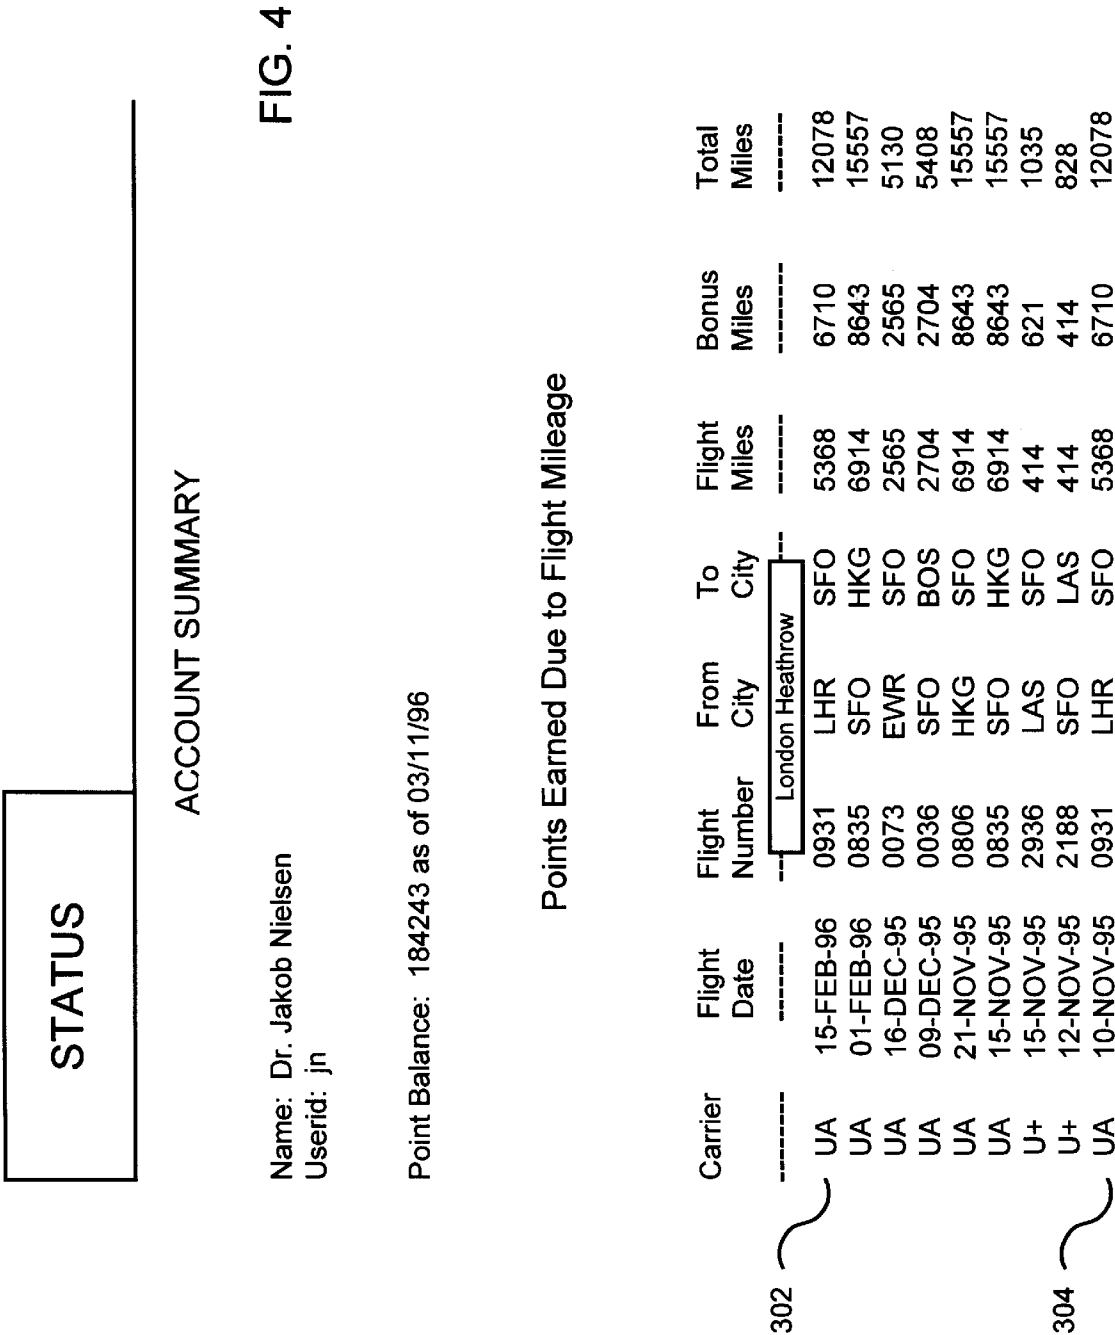 STATUS
ACCOUNT SUMMARY
FIG. 4
Name: Dr. Jakob Nielsen
Userid: jn
Point Balance: 184243 as of 03/11/96
Points Earned Due to Flight Mileage
Carrier Flight Flight From To Flight Bonus Total
Date Number City City Miles Miles Miles
London Heathrow
302
UA 15-FEB-96 0931 LHR SFO 5368 6710 12078
UA 01-FEB-96 0835 SFO HKG 6914 8643 15557
UA 16-DEC-95 0073 EWR SFO 2565 2565 5130
UA 09-DEC-95 0036 SFO BOS 2704 2704 5408
UA 21-NOV-95 0806 HKG SFO 6914 8643 15557
UA 15-NOV-95 0835 SFO HKG 6914 8643 15557
U+ 15-NOV-95 2936 LAS SFO 414 621 1035
U+ 12-NOV-95 2188 SFO LAS 414 414 828
304
UA 10-NOV-95 0931 LHR SFO 5368 6710 12078